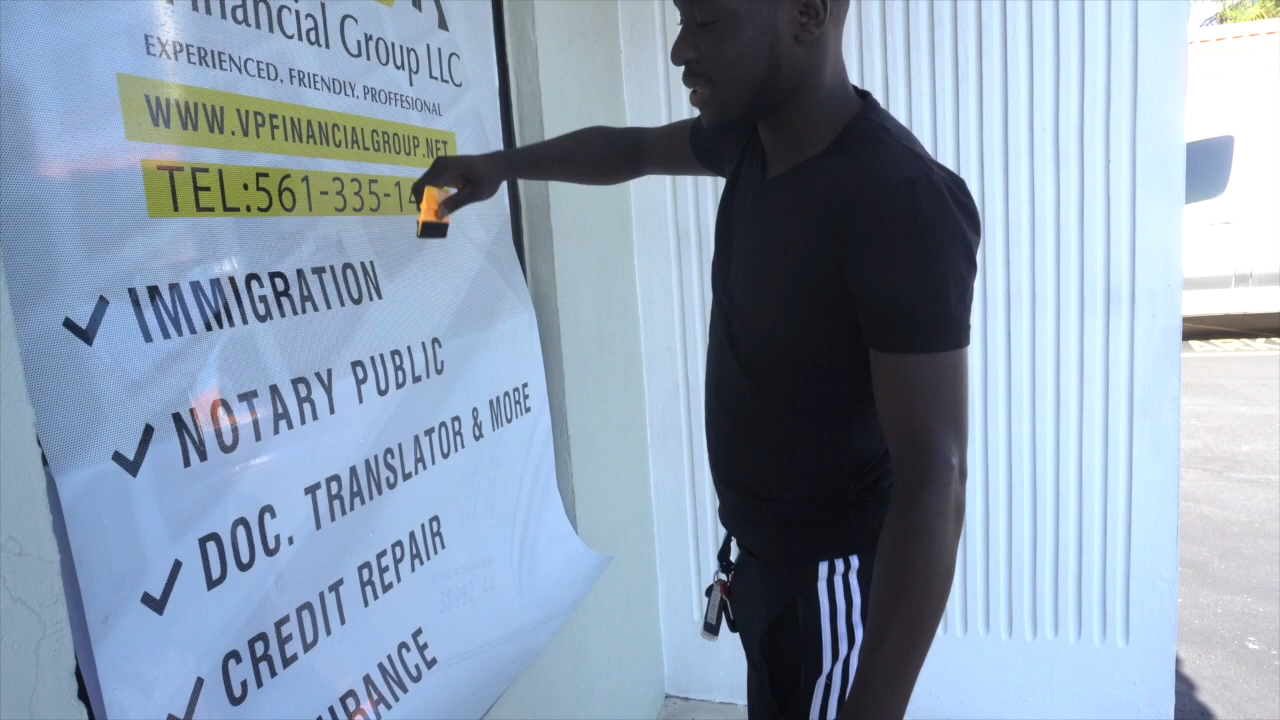 Financial Group LLC
EXPERIENCED. FRIENDLY. PROFFESIONAL
WWW.VPFINANCIALGROUP.NET
TEL:561-335-14
IMMIGRATION
NOTARY PUBLIC
DOC. TRANSLATOR & MORE
CREDIT REPAIR